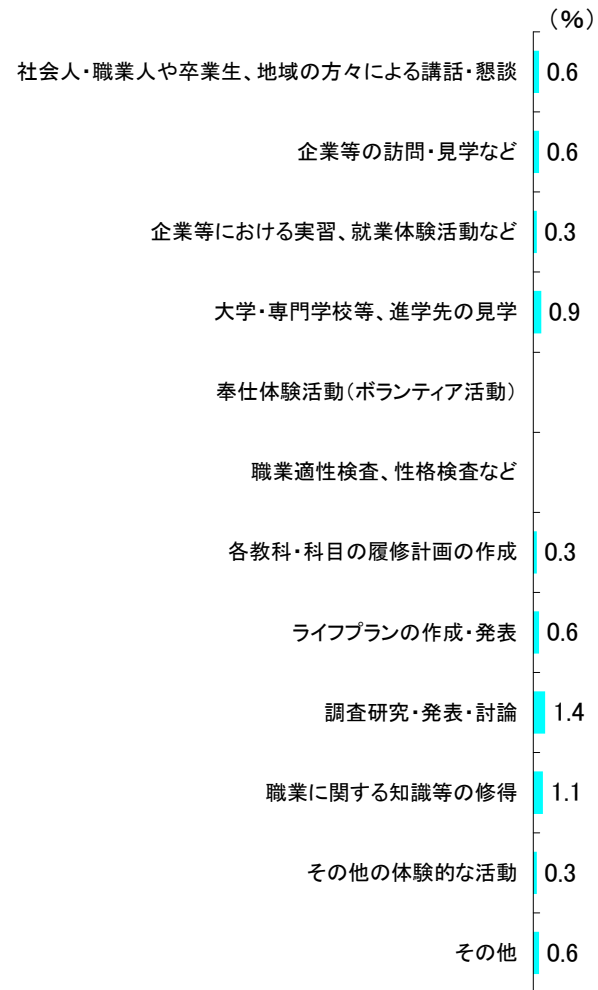 (%)
社会人・職業人や卒業生、地域の方々による講話・懇談 0.6
企業等の訪問・見学など 0.6
企業等における実習、就業体験活動など 0.3
大学・専門学校等、進学先の見学 0.9
奉仕体験活動(ボランティア活動)
職業適性検査、性格検査など
各教科・科目の履修計画の作成 0.3
ライフプランの作成・発表 0.6
調査研究・発表・討論 1.4
職業に関する知識等の修得 1.1
その他の体験的な活動 0.3
その他 0.6